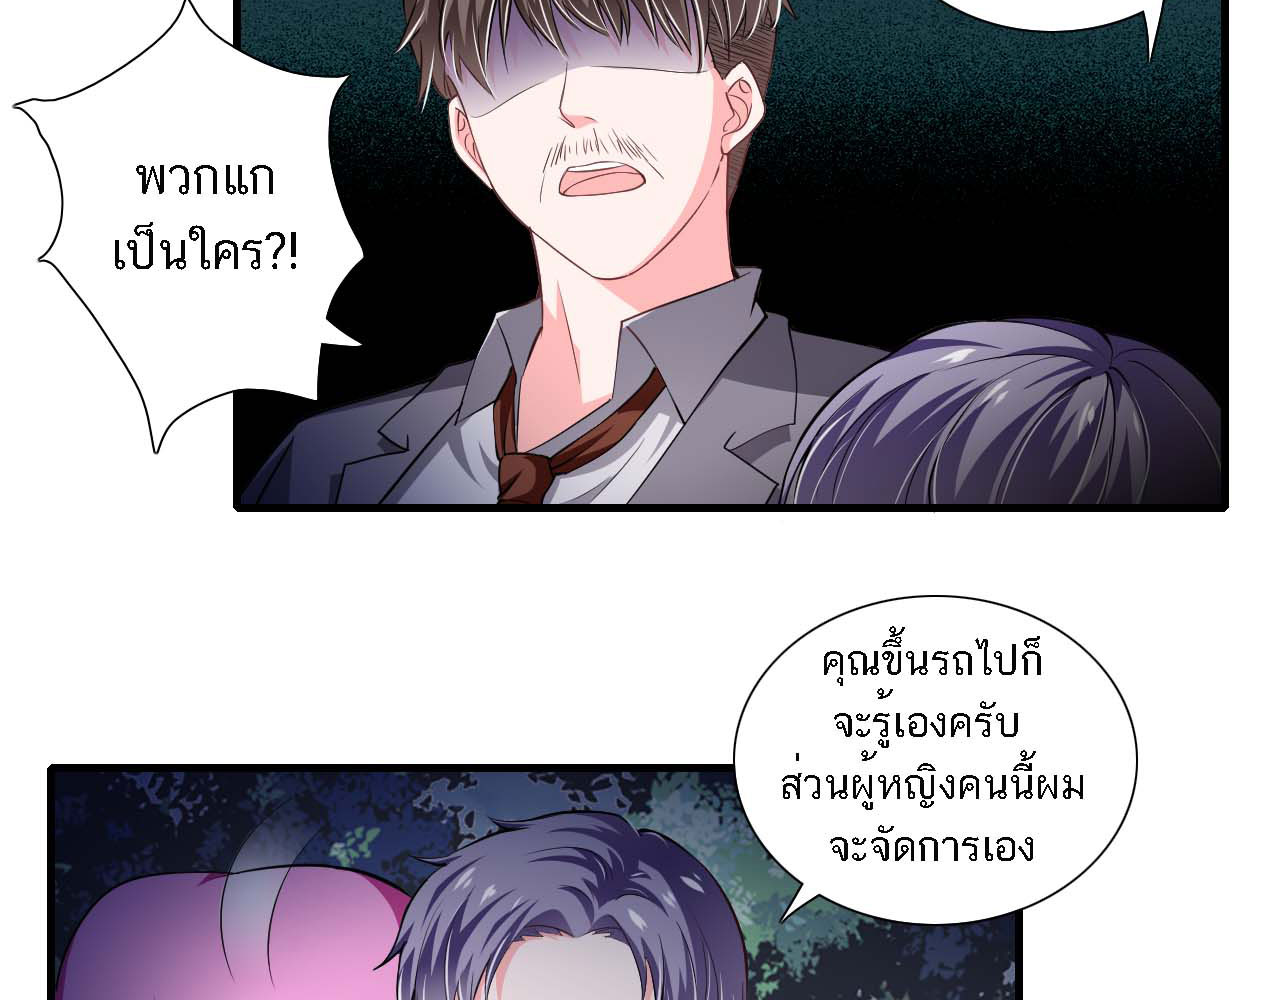 พวกแก
เป็นใคร?!
คุณขึ้นรถไปก็
จะรู้เองครับ
ส่วนผู้หญิงคนนี้ผม
จะจัดการเอง